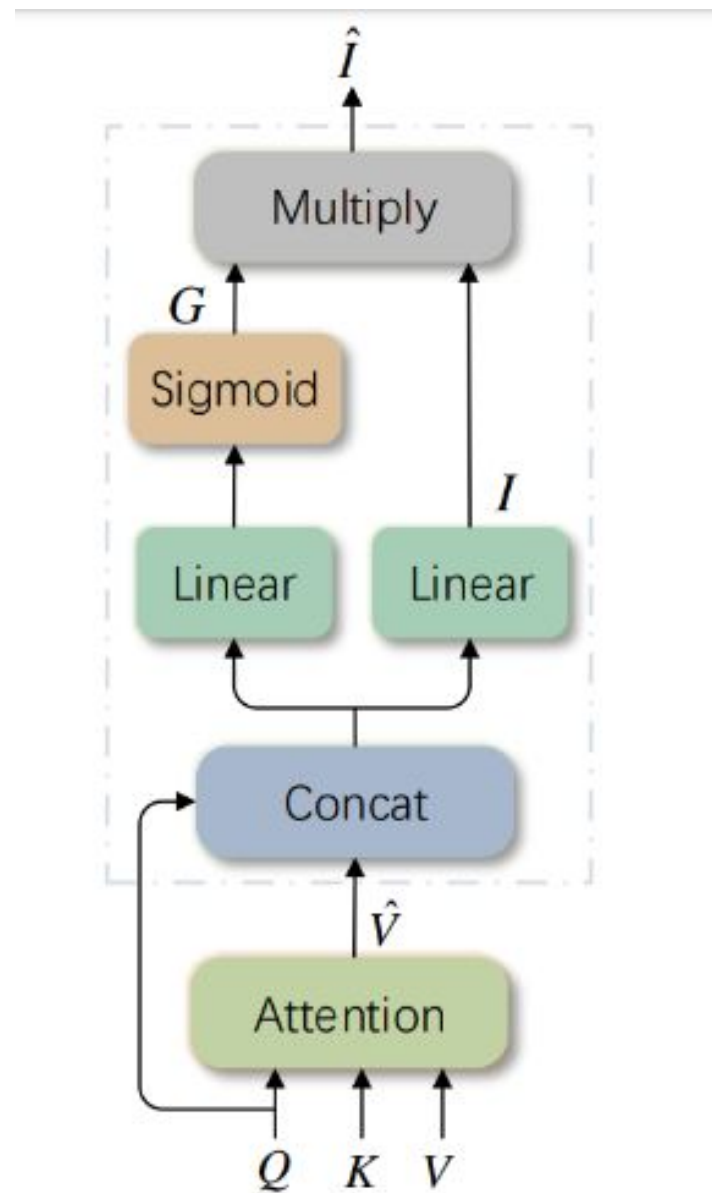 Î
Multiply
G
Sigmoid
I
Linear Linear
Concat
V̂
Attention
Q K V